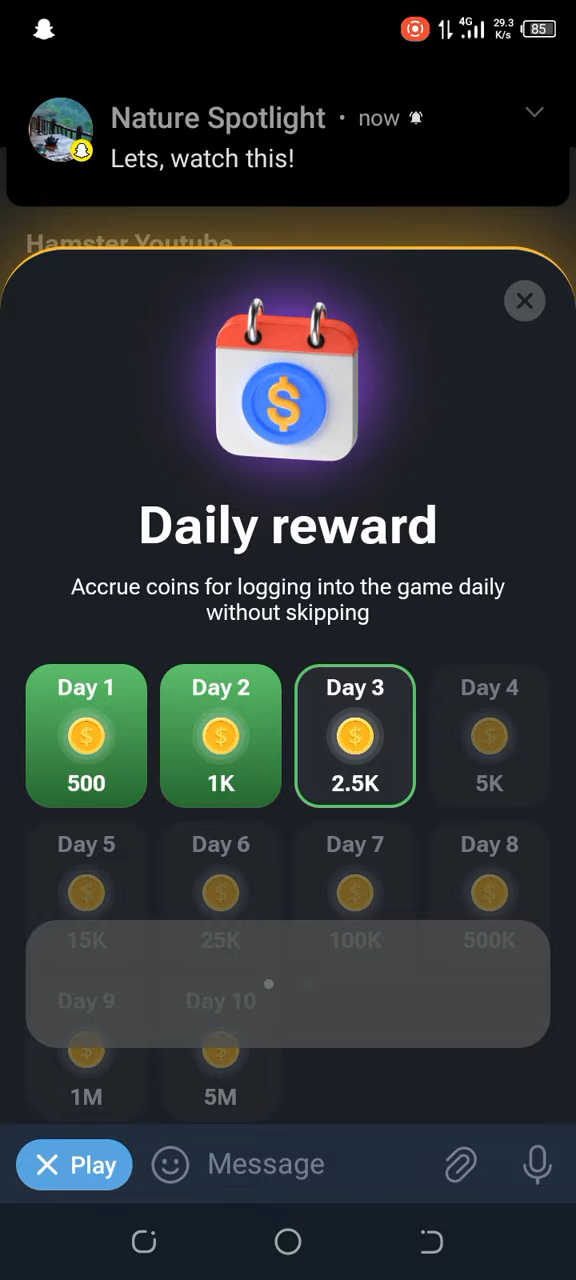 4G
29.3
K/s
85
Nature Spotlight • now
Lets, watch this!
Hamster Youtube
Daily reward
Accrue coins for logging into the game daily
without skipping
Day 1
Day 2
Day 3
Day 4
500
1K
2.5K
5K
Day 5
Day 6
Day 7
Day 8
15K
25K
100K
500K
Day 9
Day 10
1M
5M
Play
Message